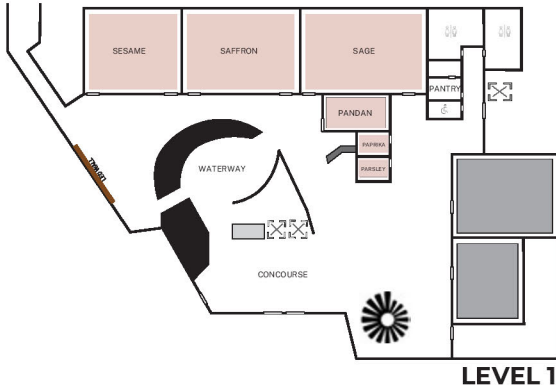 SESAME
SAFFRON
SAGE
PANTRY
PANDAN
PAPRIKA
PARSLEY
WATERWAY
CONCOURSE
LEVEL 1